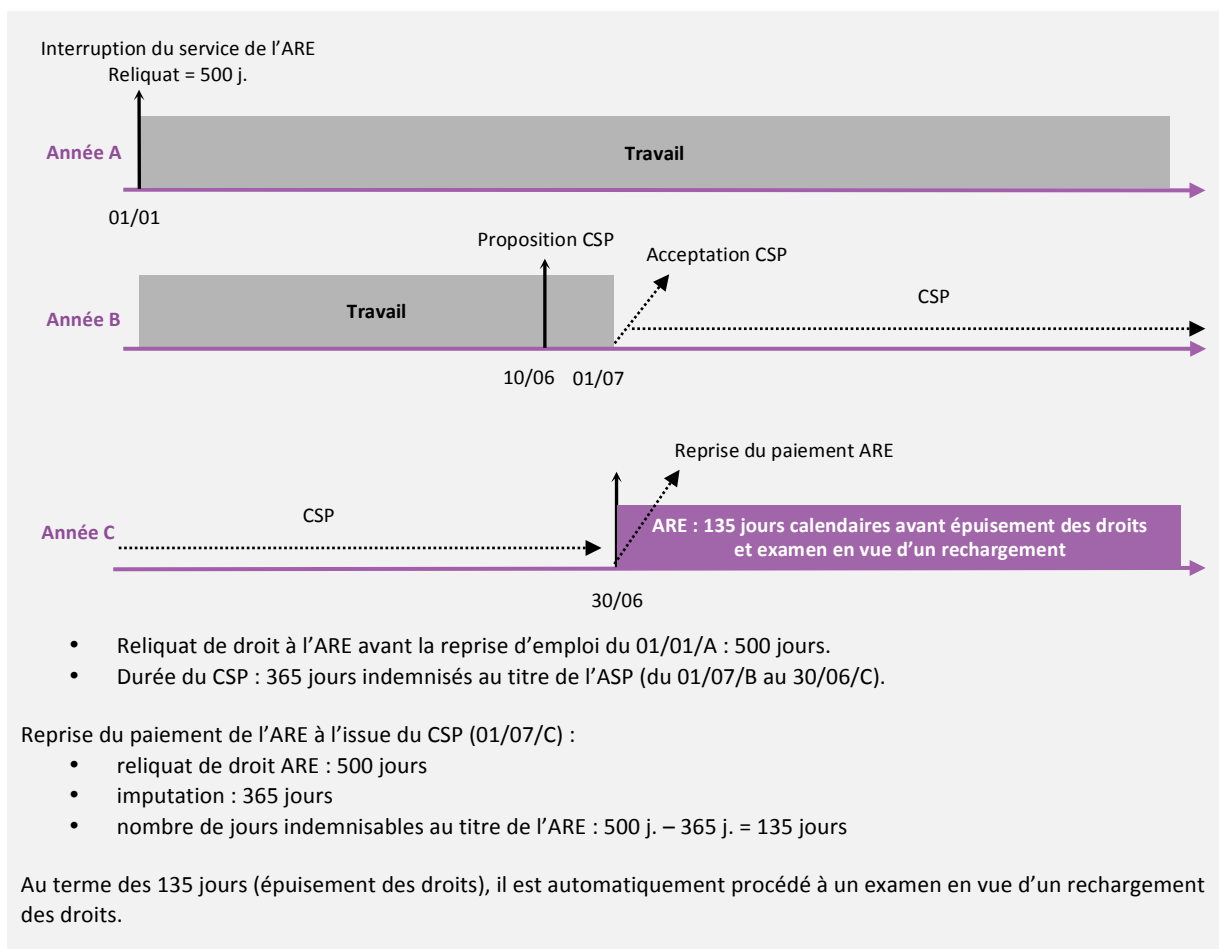 Interruption du service de l’ARE
Reliquat = 500 j.
Année A
Travail
01/01
Proposition CSP
Acceptation CSP
Année B
Travail
CSP
10/06 01/07
Reprise du paiement ARE
Année C
CSP
ARE : 135 jours calendaires avant épuisement des droits
et examen en vue d’un rechargement
30/06
• Reliquat de droit à l’ARE avant la reprise d’emploi du 01/01/A : 500 jours.
• Durée du CSP : 365 jours indemnisés au titre de l’ASP (du 01/07/B au 30/06/C).
Reprise du paiement de l’ARE à l’issue du CSP (01/07/C) :
• reliquat de droit ARE : 500 jours
• imputation : 365 jours
• nombre de jours indemnisables au titre de l’ARE : 500 j. – 365 j. = 135 jours
Au terme des 135 jours (épuisement des droits), il est automatiquement procédé à un examen en vue d’un rechargement
des droits.